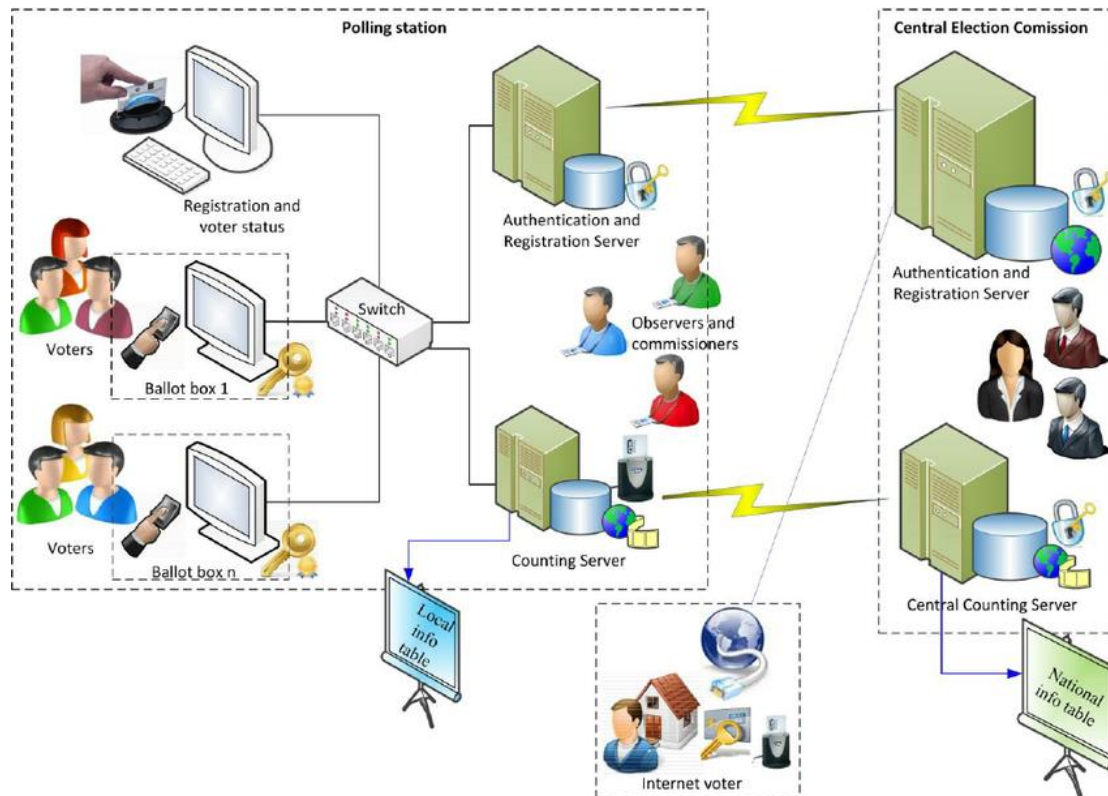 Polling station
Central Election Comission
Registration and
voter status
Authentication and
Registration Server
Authentication and
Registration Server
Switch
Observers and
commissioners
Voters
Ballot box 1
Voters
Ballot box n
Counting Server
Central Counting Server
Local
info
table
National
info table
Internet voter